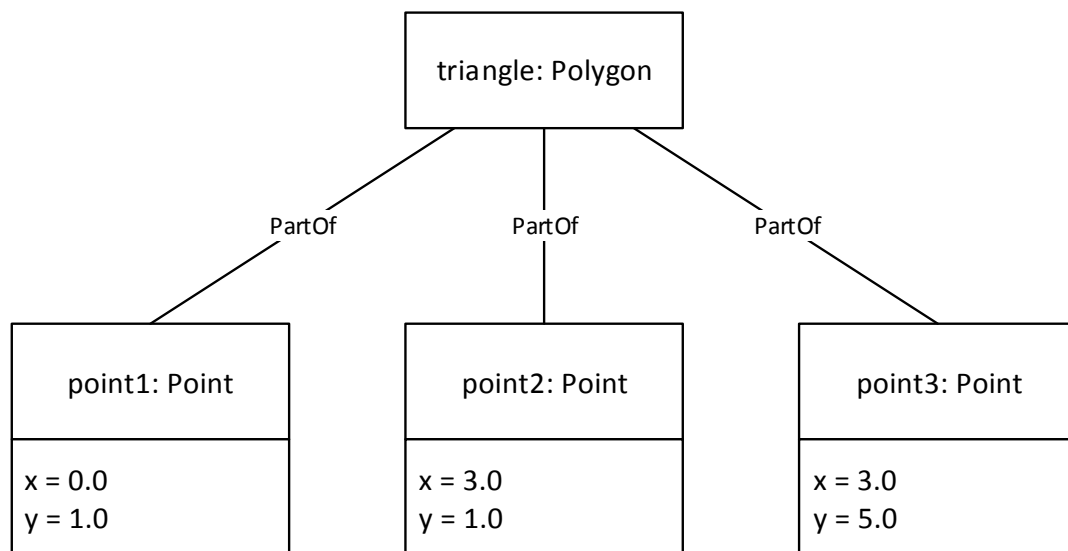 triangle: Polygon
PartOf
PartOf
PartOf
point1: Point
point2: Point
point3: Point
x = 0.0
y = 1.0
x = 3.0
y = 1.0
x = 3.0
y = 5.0